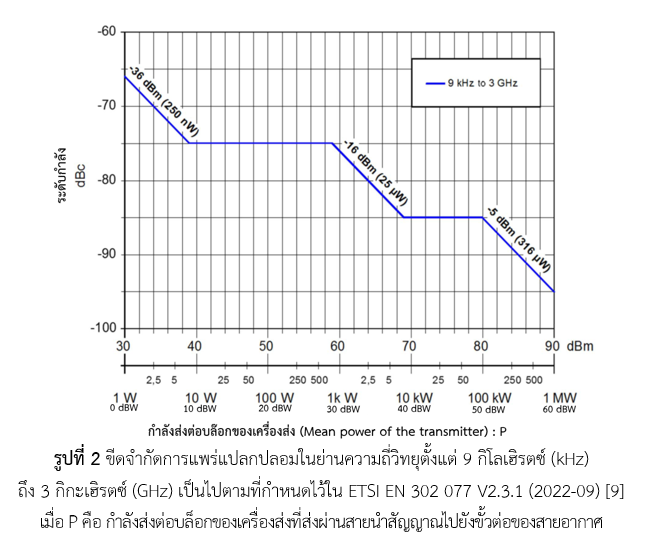 -60
-70
-80
-90
-100
ระดับกำลัง
dBc
-36 dBm (250 nW)
-16 dBm (25 µW)
-5 dBm (316 µW)
9 kHz to 3 GHz
30 40 50 60 70 80 90 dBm
2,5 5 25 50 250 500 2,5 5 25 50 250 500
1 W 10 W 100 W 1k W 10 kW 100 kW 1 MW
0 dBW 10 dBW 20 dBW 30 dBW 40 dBW 50 dBW 60 dBW
กำลังส่งต่อบล็อกของเครื่องส่ง (Mean power of the transmitter) : P
รูปที่ 2 ขีดจำกัดการแพร่แปลกปลอมในย่านความถี่วิทยุตั้งแต่ 9 กิโลเฮิรตซ์ (kHz)
ถึง 3 กิกะเฮิรตซ์ (GHz) เป็นไปตามที่กำหนดไว้ใน ETSI EN 302 077 V2.3.1 (2022-09) [9]
เมื่อ P คือ กำลังส่งต่อบล็อกของเครื่องส่งที่ส่งผ่านสายนำสัญญาณไปยังขั้วต่อของสายอากาศ